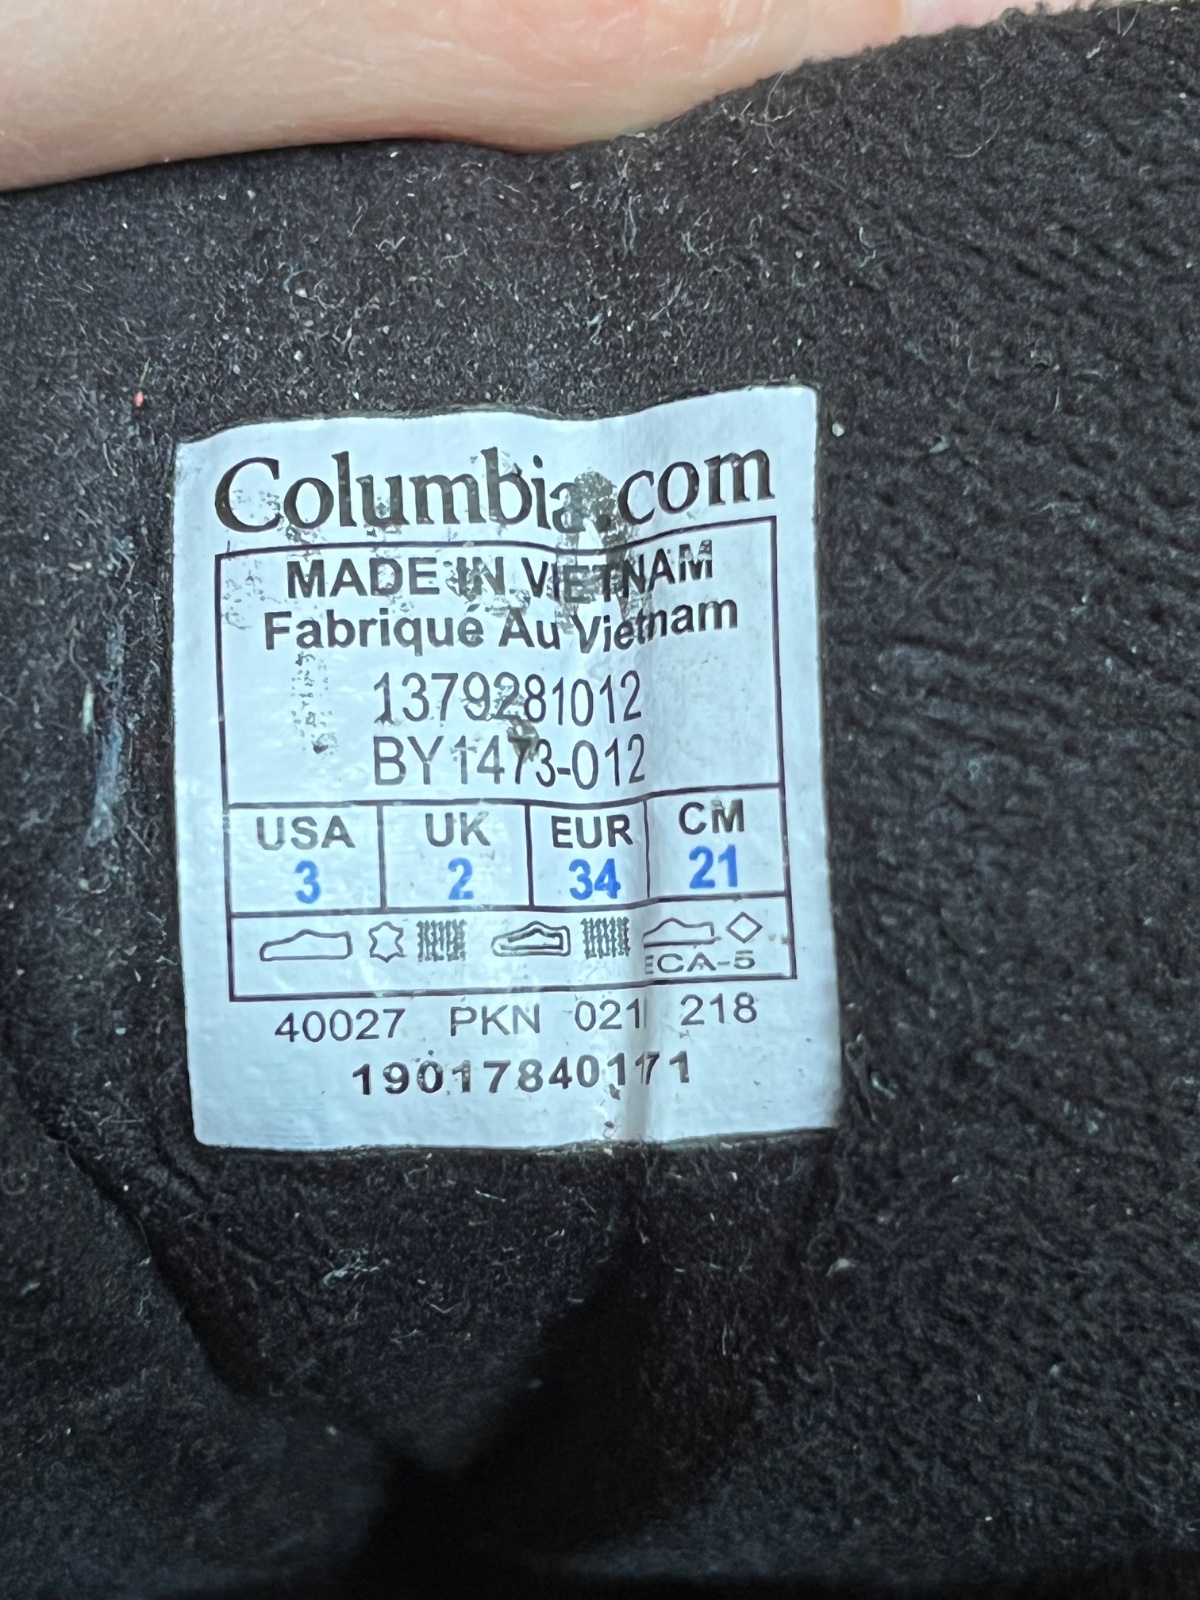 Columbia.com
MADE IN VIETNAM
Fabriqué Au Vietnam
1379281012
BY1473-012
USA UK EUR CM
3 2 34 21
ECA-5
40027 PKN 021 218
19017840171